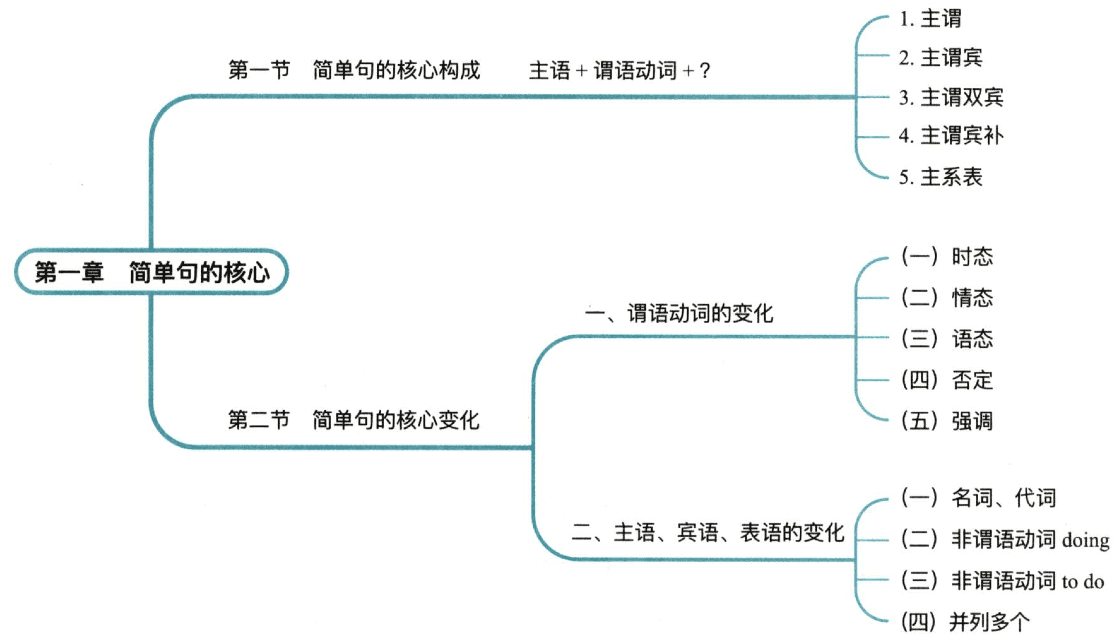 第一章 简单句的核心
第一节 简单句的核心构成 主语 + 谓语动词 + ?
1. 主谓
2. 主谓宾
3. 主谓双宾
4. 主谓宾补
5. 主系表
第二节 简单句的核心变化
一、谓语动词的变化
（一）时态
（二）情态
（三）语态
（四）否定
（五）强调
二、主语、宾语、表语的变化
（一）名词、代词
（二）非谓语动词 doing
（三）非谓语动词 to do
（四）并列多个